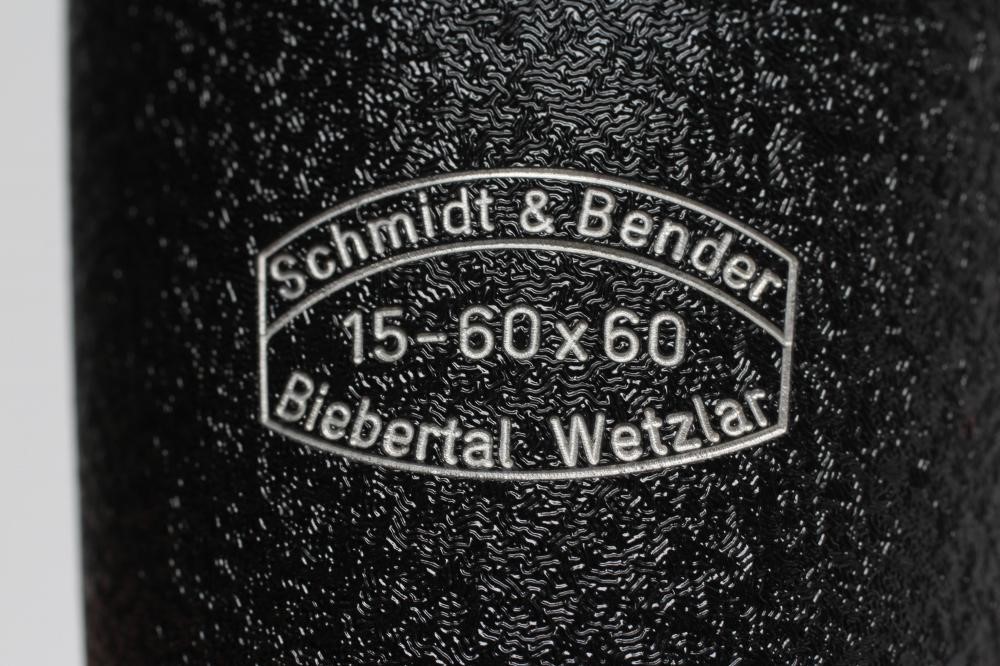 Schmidt & Bender
15-60x60
Biebertal Wetzlar